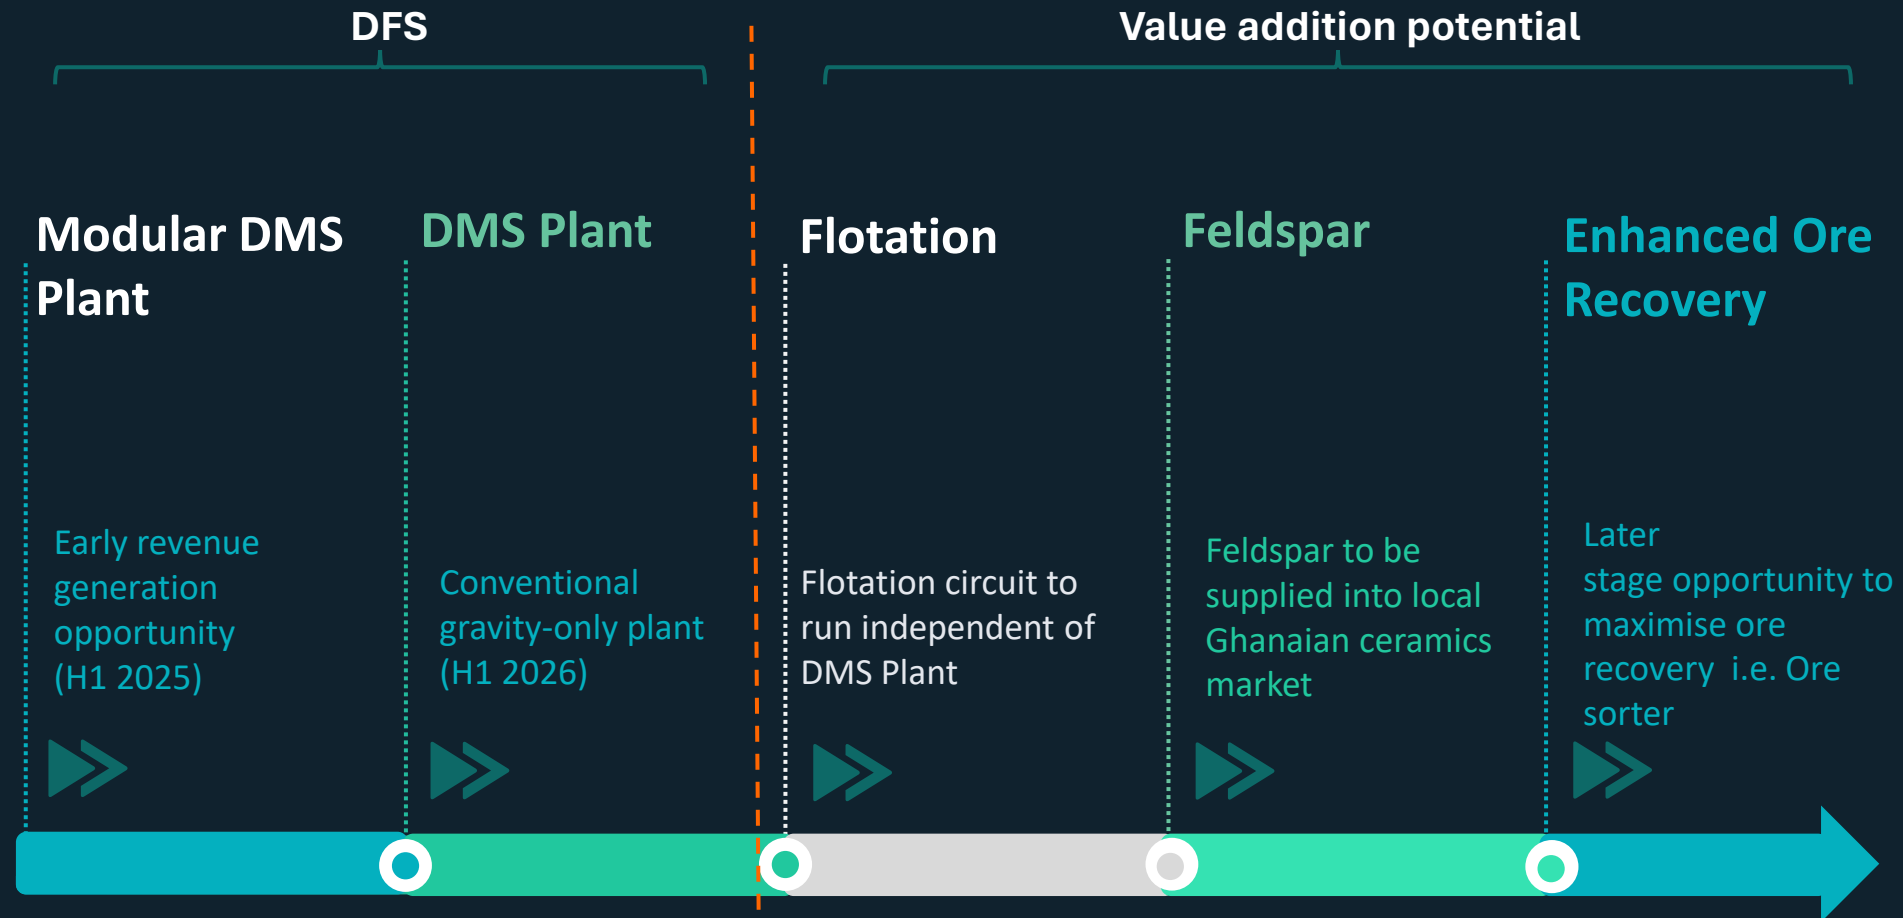 DFS
Value addition potential
Modular DMS
Plant
Early revenue
generation
opportunity
(H1 2025)
DMS Plant
Conventional
gravity-only plant
(H1 2026)
Flotation
Flotation circuit to
run independent of
DMS Plant
Feldspar
Feldspar to be
supplied into local
Ghanaian ceramics
market
Enhanced Ore
Recovery
Later
stage opportunity to
maximise ore
recovery i.e. Ore
sorter